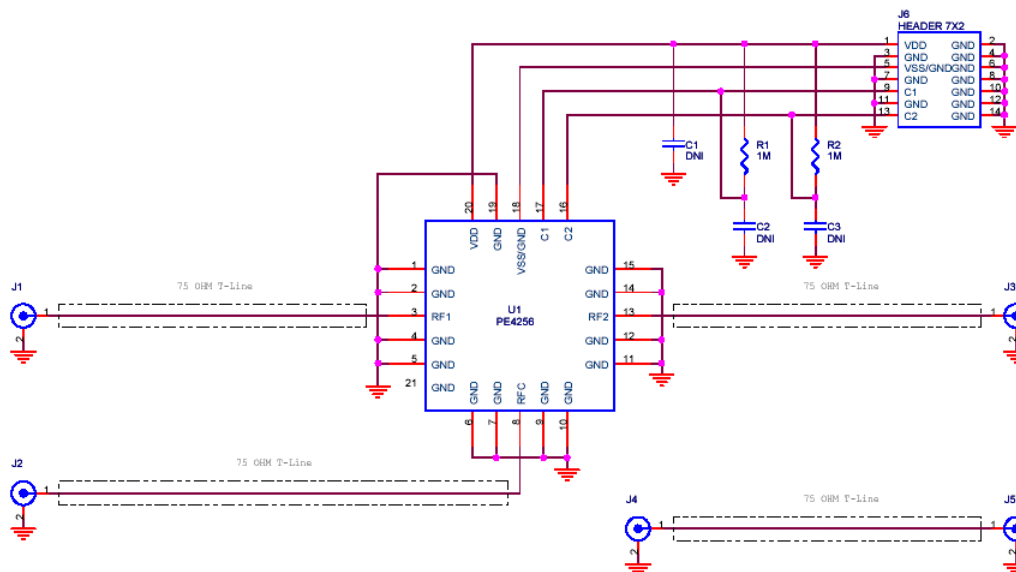 J6
HEADER 7X2
1 VDD GND 2
3 GND GND 4
5 VSS/GND GND 6
7 GND GND 8
9 C1 GND 10
11 GND GND 12
13 C2 GND 14
C1
DNI
R1
1M
R2
1M
C2
DNI
C3
DNI
20 19 18 17 16
VDD GND VSS/GND C1 C2
1 GND GND 15
2 GND GND 14
3 RF1 RF2 13
4 GND GND 12
5 GND GND 11
21 GND
U1
PE4256
GND GND RFC GND GND
6 7 8 9 10
J1
1
2
75 OHM T-Line
75 OHM T-Line
J3
1
2
J2
1
2
75 OHM T-Line
J4
1
2
75 OHM T-Line
J5
1
2